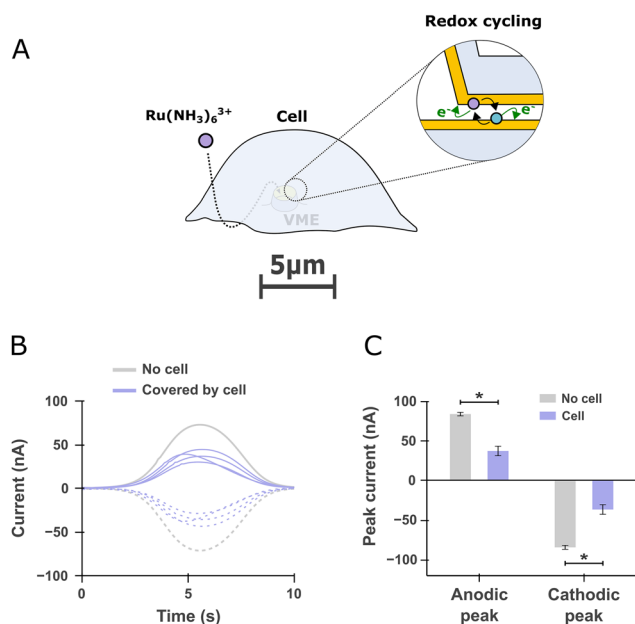 A
Redox cycling
Ru(NH₃)₆³⁺
Cell
e⁻
e⁻
VME
5μm
B
No cell
Covered by cell
Current (nA)
100
50
0
−50
−100
0
5
10
Time (s)
C
No cell
Cell
Peak current (nA)
100
50
0
−50
−100
*
*
Anodic
peak
Cathodic
peak